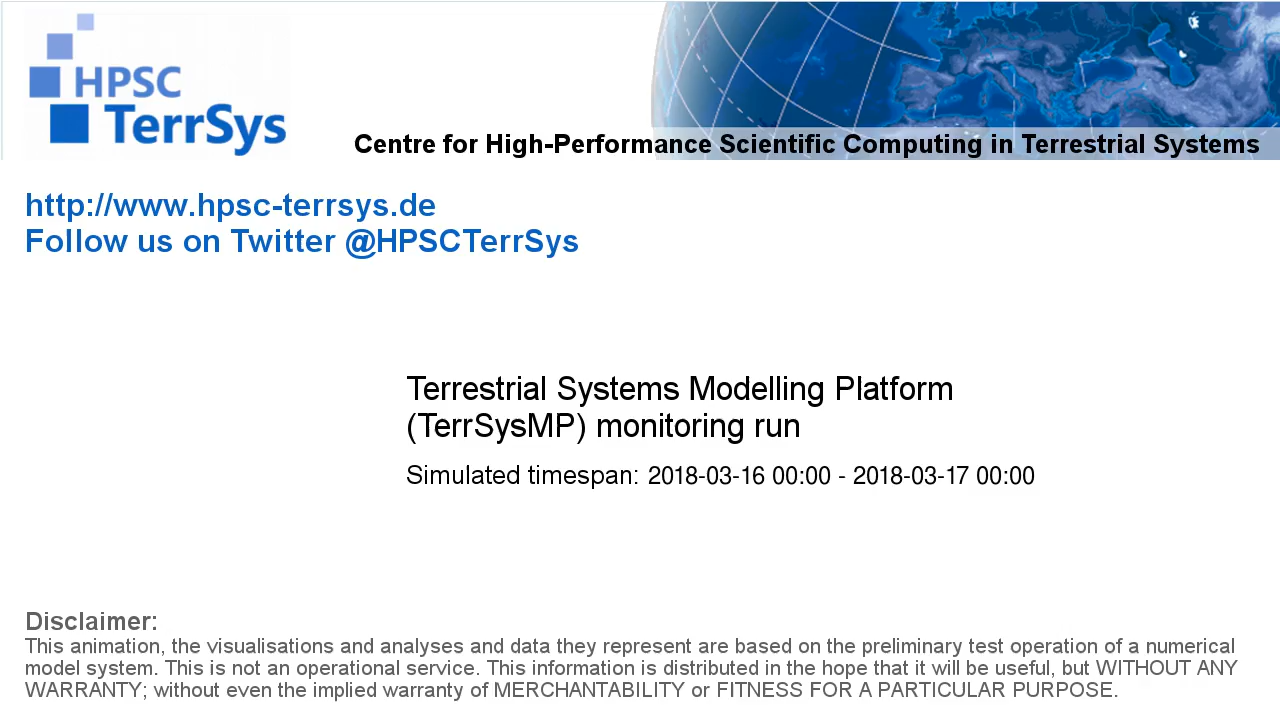 HPSC
TerrSys
Centre for High-Performance Scientific Computing in Terrestrial Systems
http://www.hpsc-terrsys.de
Follow us on Twitter @HPSCTerrSys
Terrestrial Systems Modelling Platform
(TerrSysMP) monitoring run
Simulated timespan: 2018-03-16 00:00 - 2018-03-17 00:00
Disclaimer:
This animation, the visualisations and analyses and data they represent are based on the preliminary test operation of a numerical
model system. This is not an operational service. This information is distributed in the hope that it will be useful, but WITHOUT ANY
WARRANTY; without even the implied warranty of MERCHANTABILITY or FITNESS FOR A PARTICULAR PURPOSE.